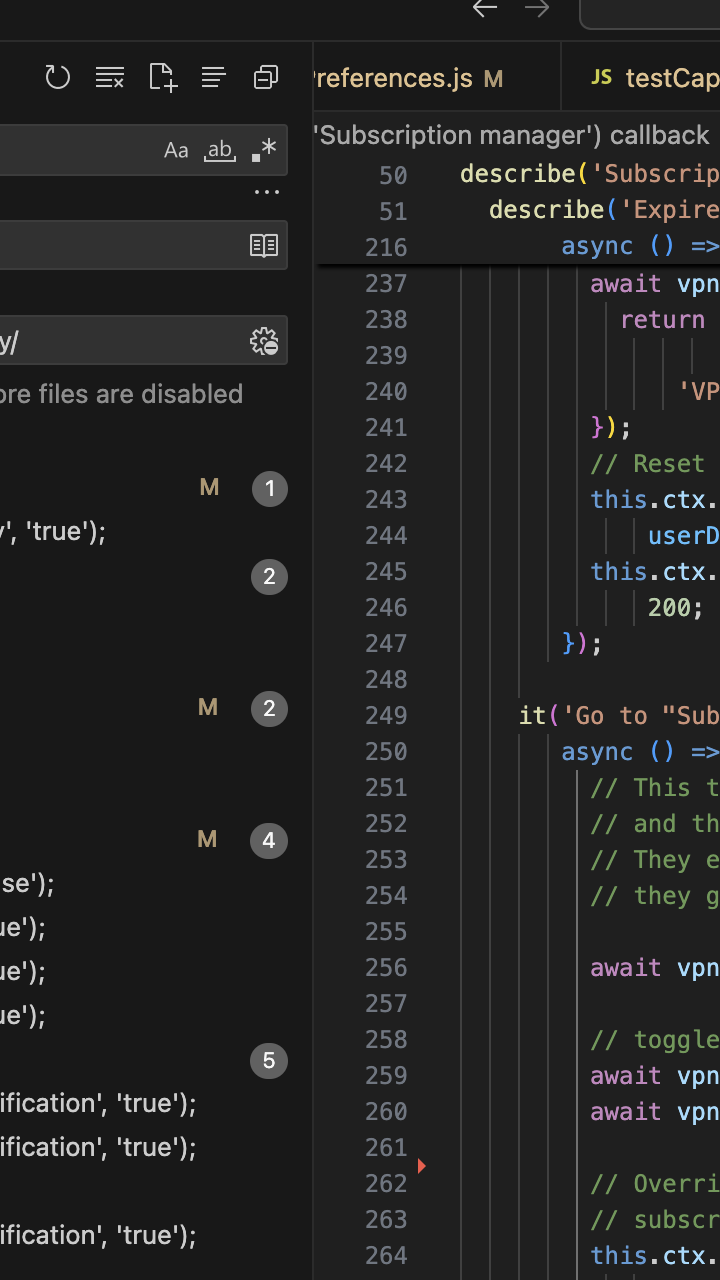 references.js M
JS testCap
'Subscription manager') callback
Aa ab *
...
y/
ore files are disabled
M 1
', 'true');
2
M 2
M 4
se');
ue');
ue');
ue');
5
ification', 'true');
ification', 'true');
ification', 'true');
50 describe('Subscrip
51 describe('Expire
216 async () =>
237 await vpn
238 return
239
240 'VP
241 });
242 // Reset
243 this.ctx.
244 userD
245 this.ctx.
246 200;
247 });
248
249 it('Go to "Sub
250 async () =>
251 // This t
252 // and th
253 // They e
254 // they g
255
256 await vpn
257
258 // toggle
259 await vpn
260 await vpn
261
262 // Overri
263 // subscr
264 this.ctx.